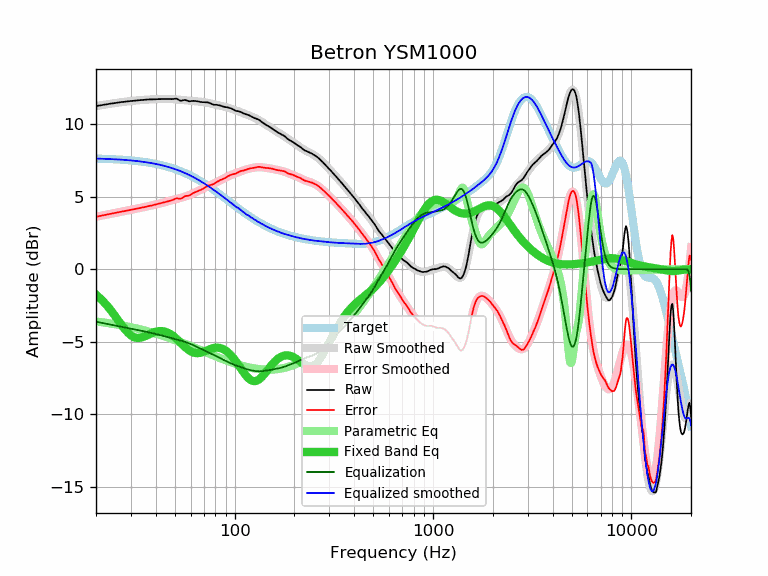 Betron YSM1000
Amplitude (dBr)
10
5
0
−5
−10
−15
Target
Raw Smoothed
Error Smoothed
Raw
Error
Parametric Eq
Fixed Band Eq
Equalization
Equalized smoothed
100
1000
10000
Frequency (Hz)